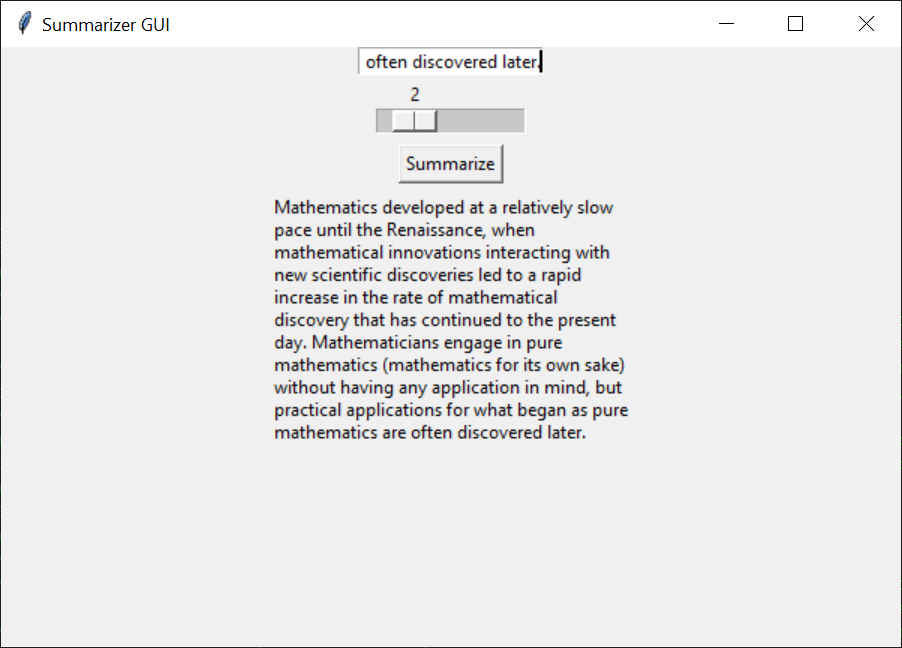 Summarizer GUI
often discovered later.
2
Summarize
Mathematics developed at a relatively slow
pace until the Renaissance, when
mathematical innovations interacting with
new scientific discoveries led to a rapid
increase in the rate of mathematical
discovery that has continued to the present
day. Mathematicians engage in pure
mathematics (mathematics for its own sake)
without having any application in mind, but
practical applications for what began as pure
mathematics are often discovered later.